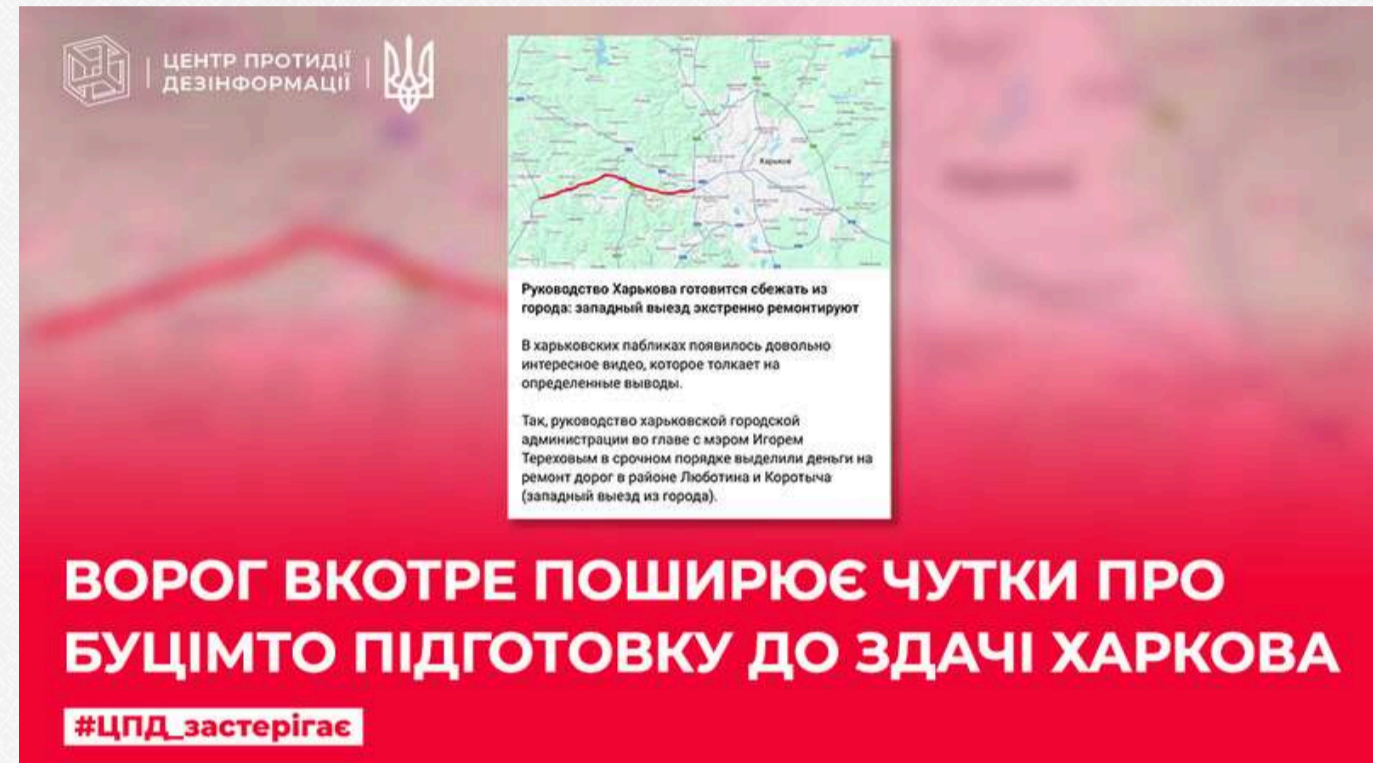 ЦЕНТР ПРОТИДІЇ
ДЕЗІНФОРМАЦІЇ
Харьков
Руководство Харькова готовится сбежать из
города: западный выезд экстренно ремонтируют
В харьковских пабликах появилось довольно
интересное видео, которое толкает на
определенные выводы.
Так, руководство харьковской городской
администрации во главе с мэром Игорем
Тереховым в срочном порядке выделили деньги на
ремонт дорог в районе Люботина и Коротыча
(западный выезд из города).
ВОРОГ ВКОТРЕ ПОШИРЮЄ ЧУТКИ ПРО
БУЦІМТО ПІДГОТОВКУ ДО ЗДАЧІ ХАРКОВА
#ЦПД_застерігає